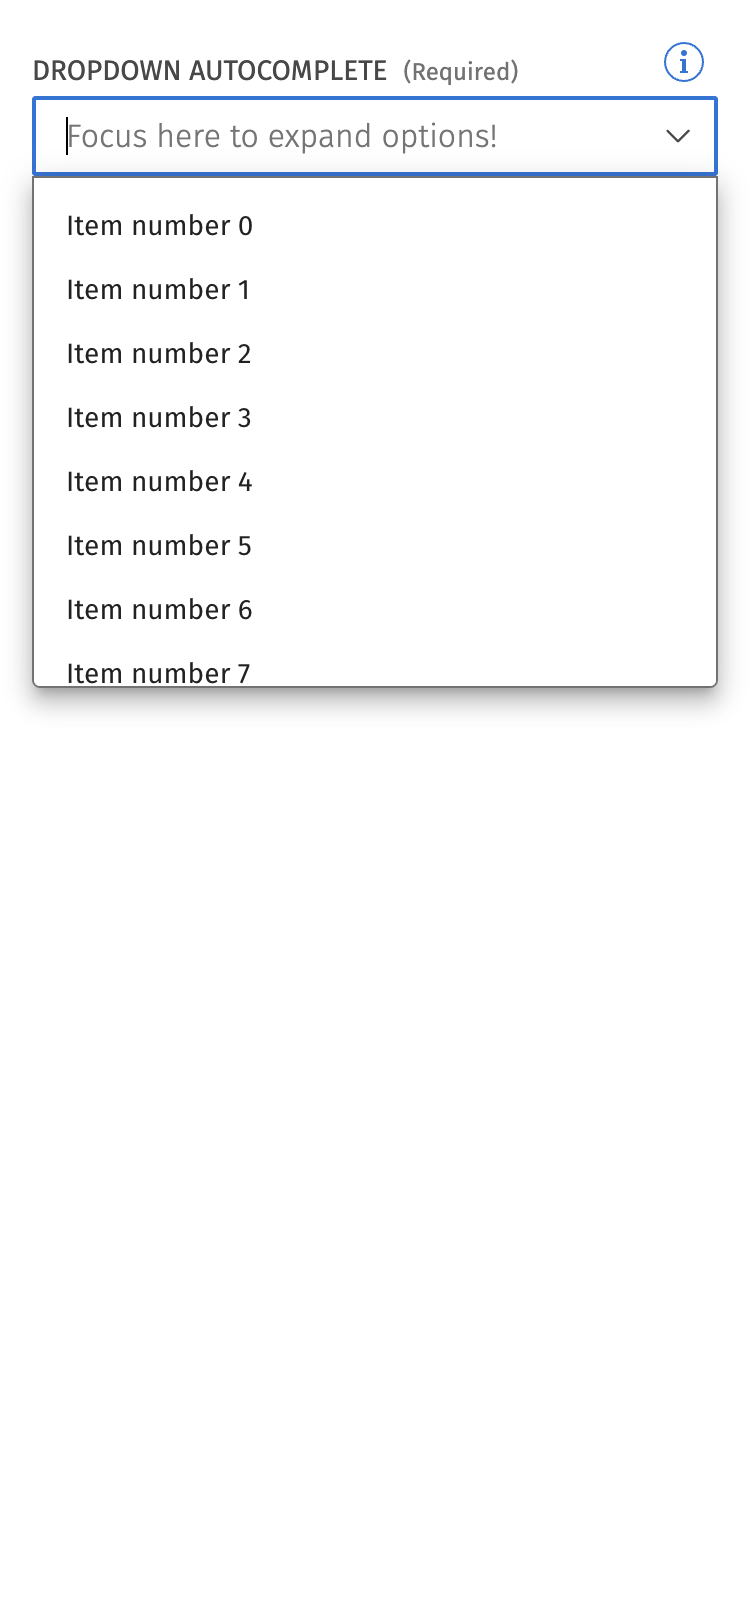 DROPDOWN AUTOCOMPLETE (Required)
Focus here to expand options!
Item number 0
Item number 1
Item number 2
Item number 3
Item number 4
Item number 5
Item number 6
Item number 7